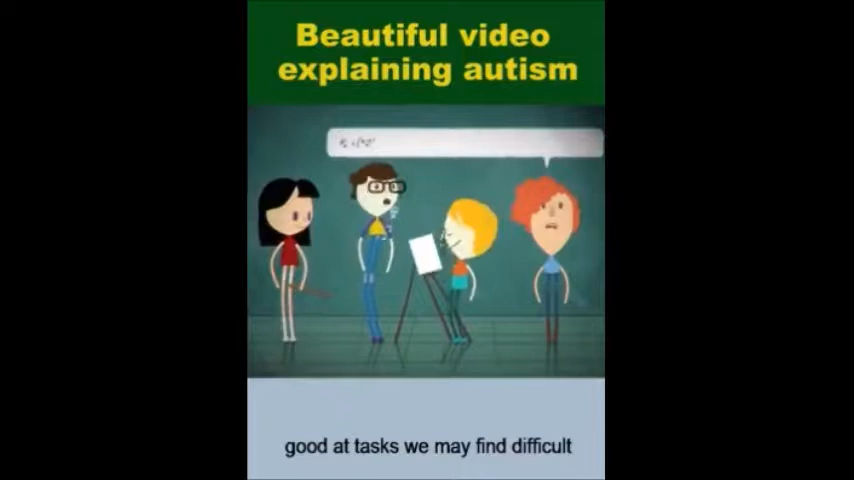 Beautiful video
explaining autism
good at tasks we may find difficult